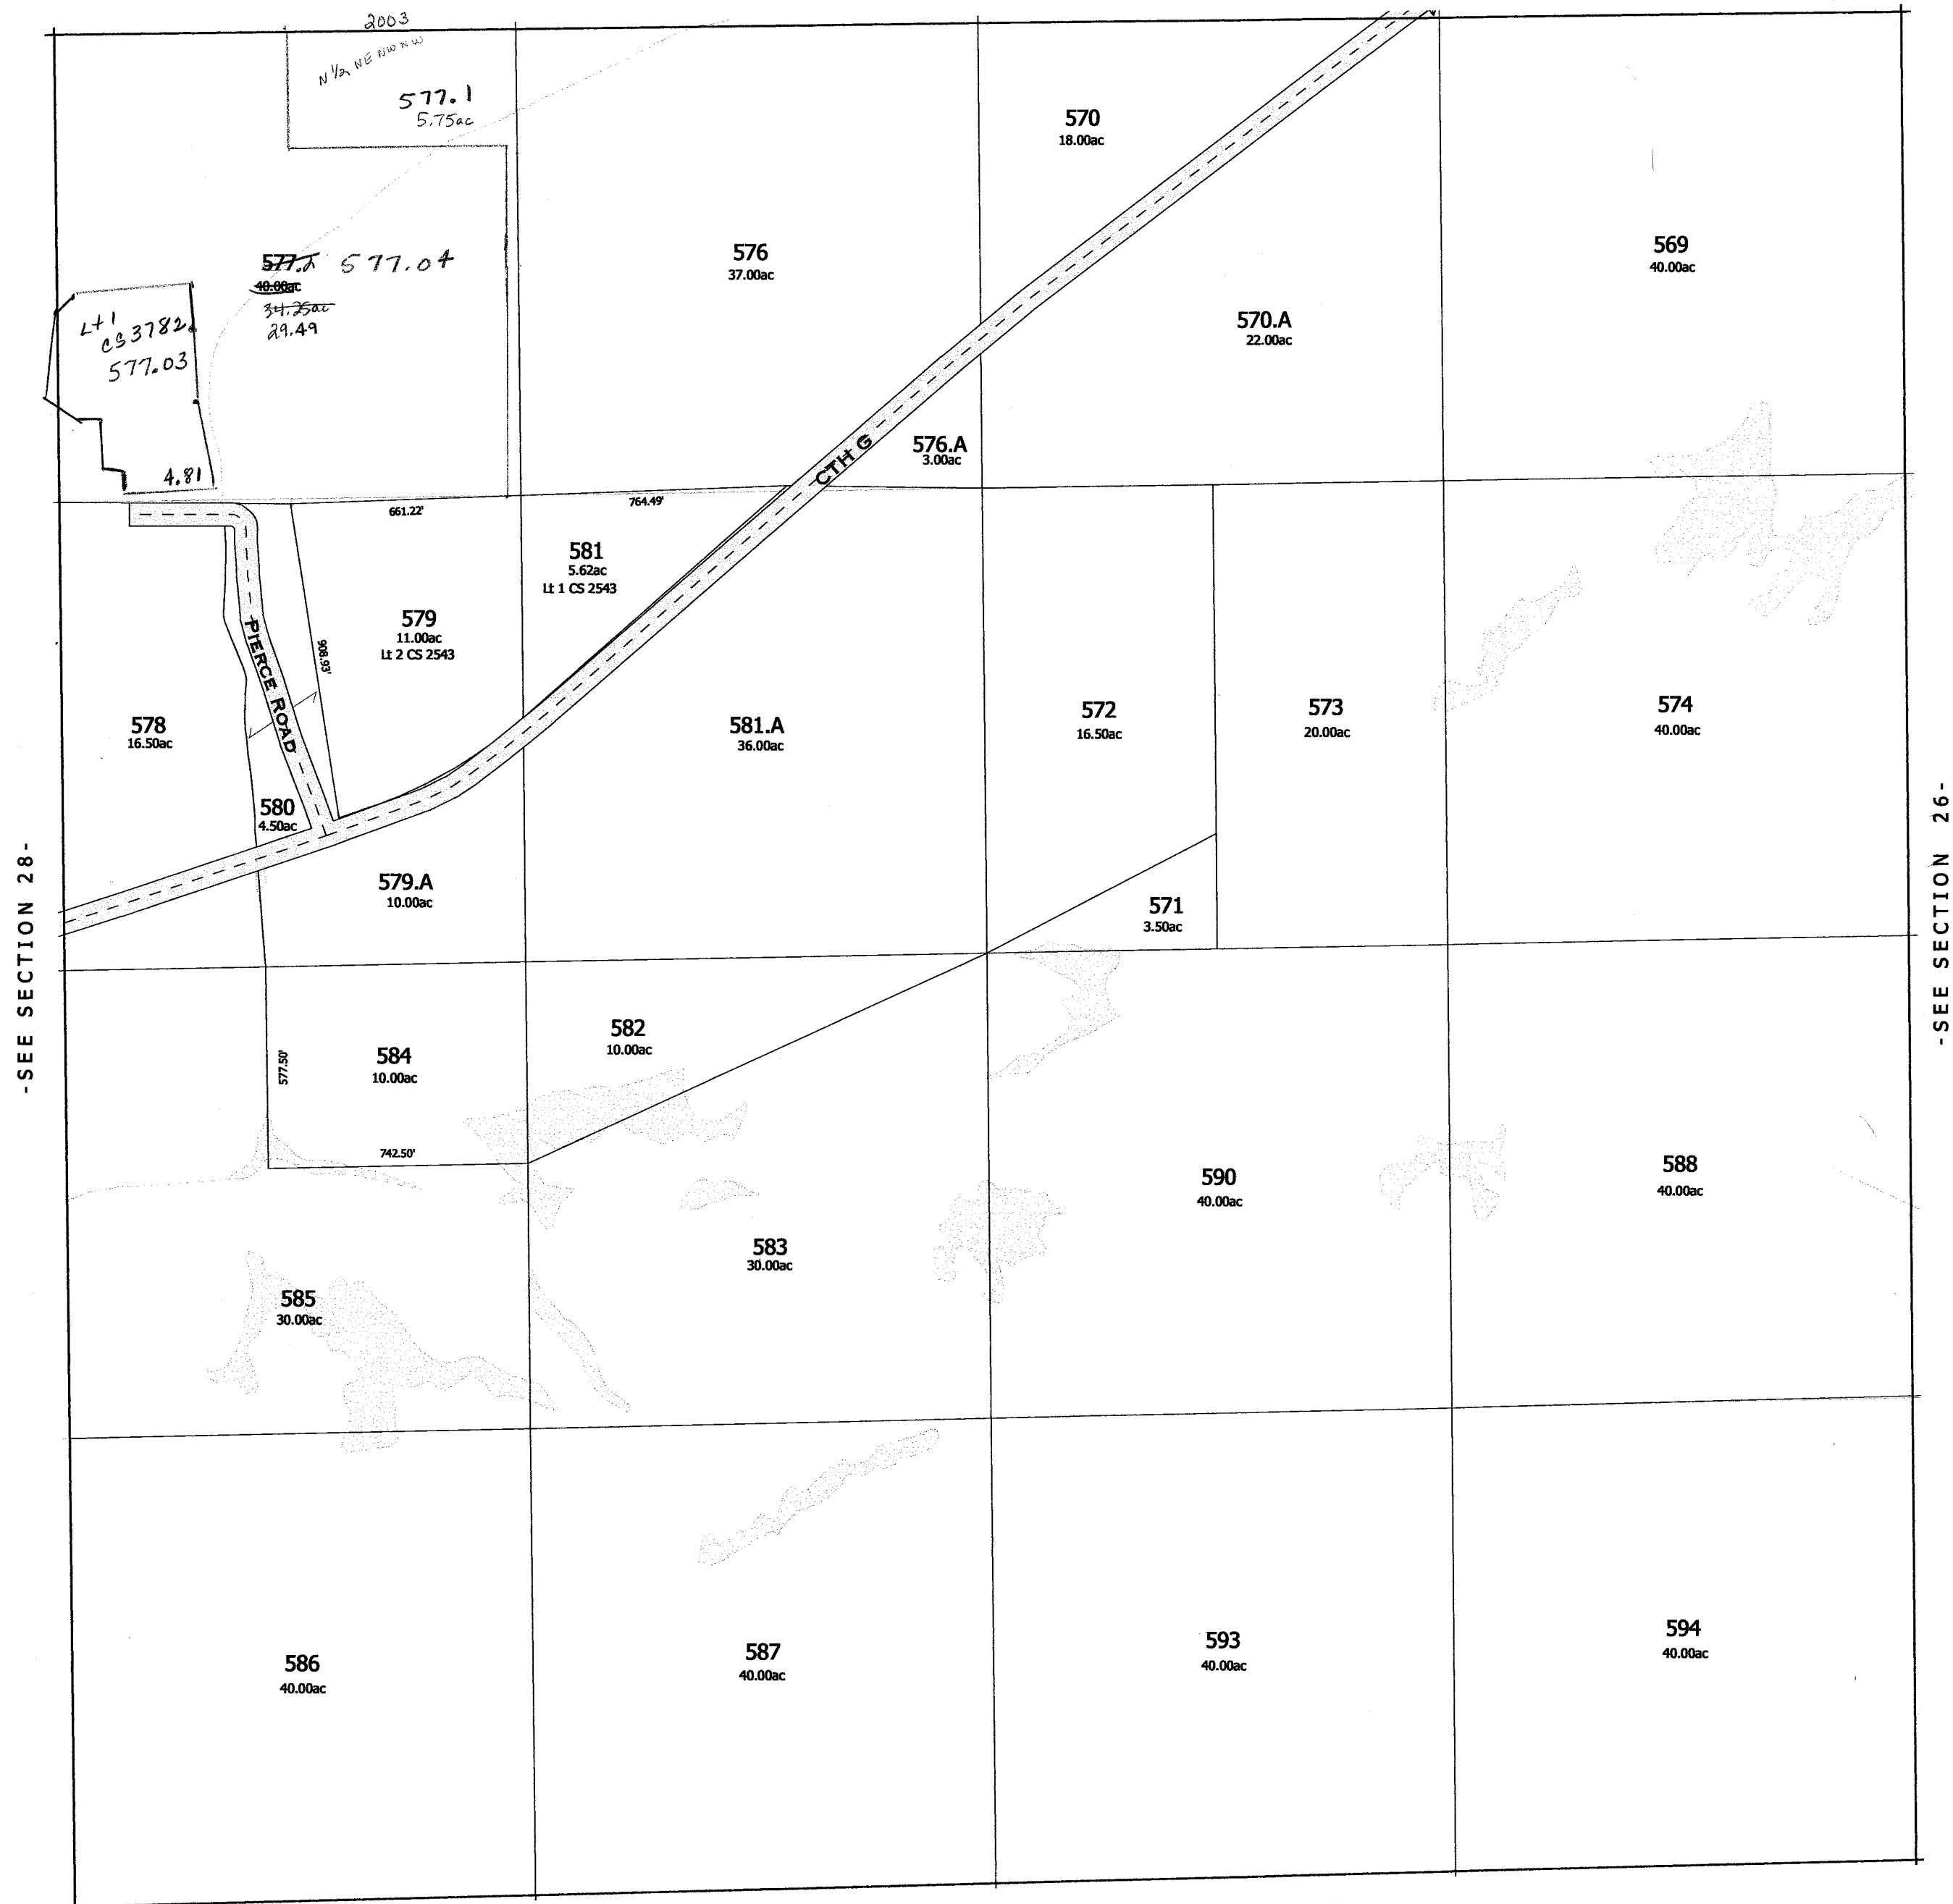 2003
N 1/2 NE NW NW
577.1
5.75ac
570
18.00ac
576
37.00ac
569
40.00ac
577.2 577.04
40.00ac
34.25ac
29.49
Lt 1
CS 3782
577.03
4.81
570.A
22.00ac
CTH G
576.A
3.00ac
661.22'
764.49'
581
5.62ac
Lt 1 CS 2543
579
11.00ac
Lt 2 CS 2543
908.93'
PIERCE ROAD
578
16.50ac
581.A
36.00ac
572
16.50ac
573
20.00ac
574
40.00ac
580
4.50ac
579.A
10.00ac
571
3.50ac
-SEE SECTION 28-
-SEE SECTION 26-
582
10.00ac
584
10.00ac
577.50'
742.50'
590
40.00ac
588
40.00ac
583
30.00ac
585
30.00ac
586
40.00ac
587
40.00ac
593
40.00ac
594
40.00ac